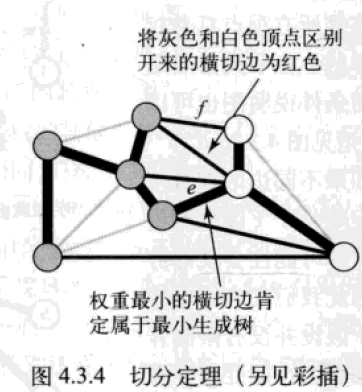 将灰色和白色顶点区别
开来的横切边为红色
f
e
权重最小的横切边肯
定属于最小生成树
图 4.3.4 切分定理（另见彩插）